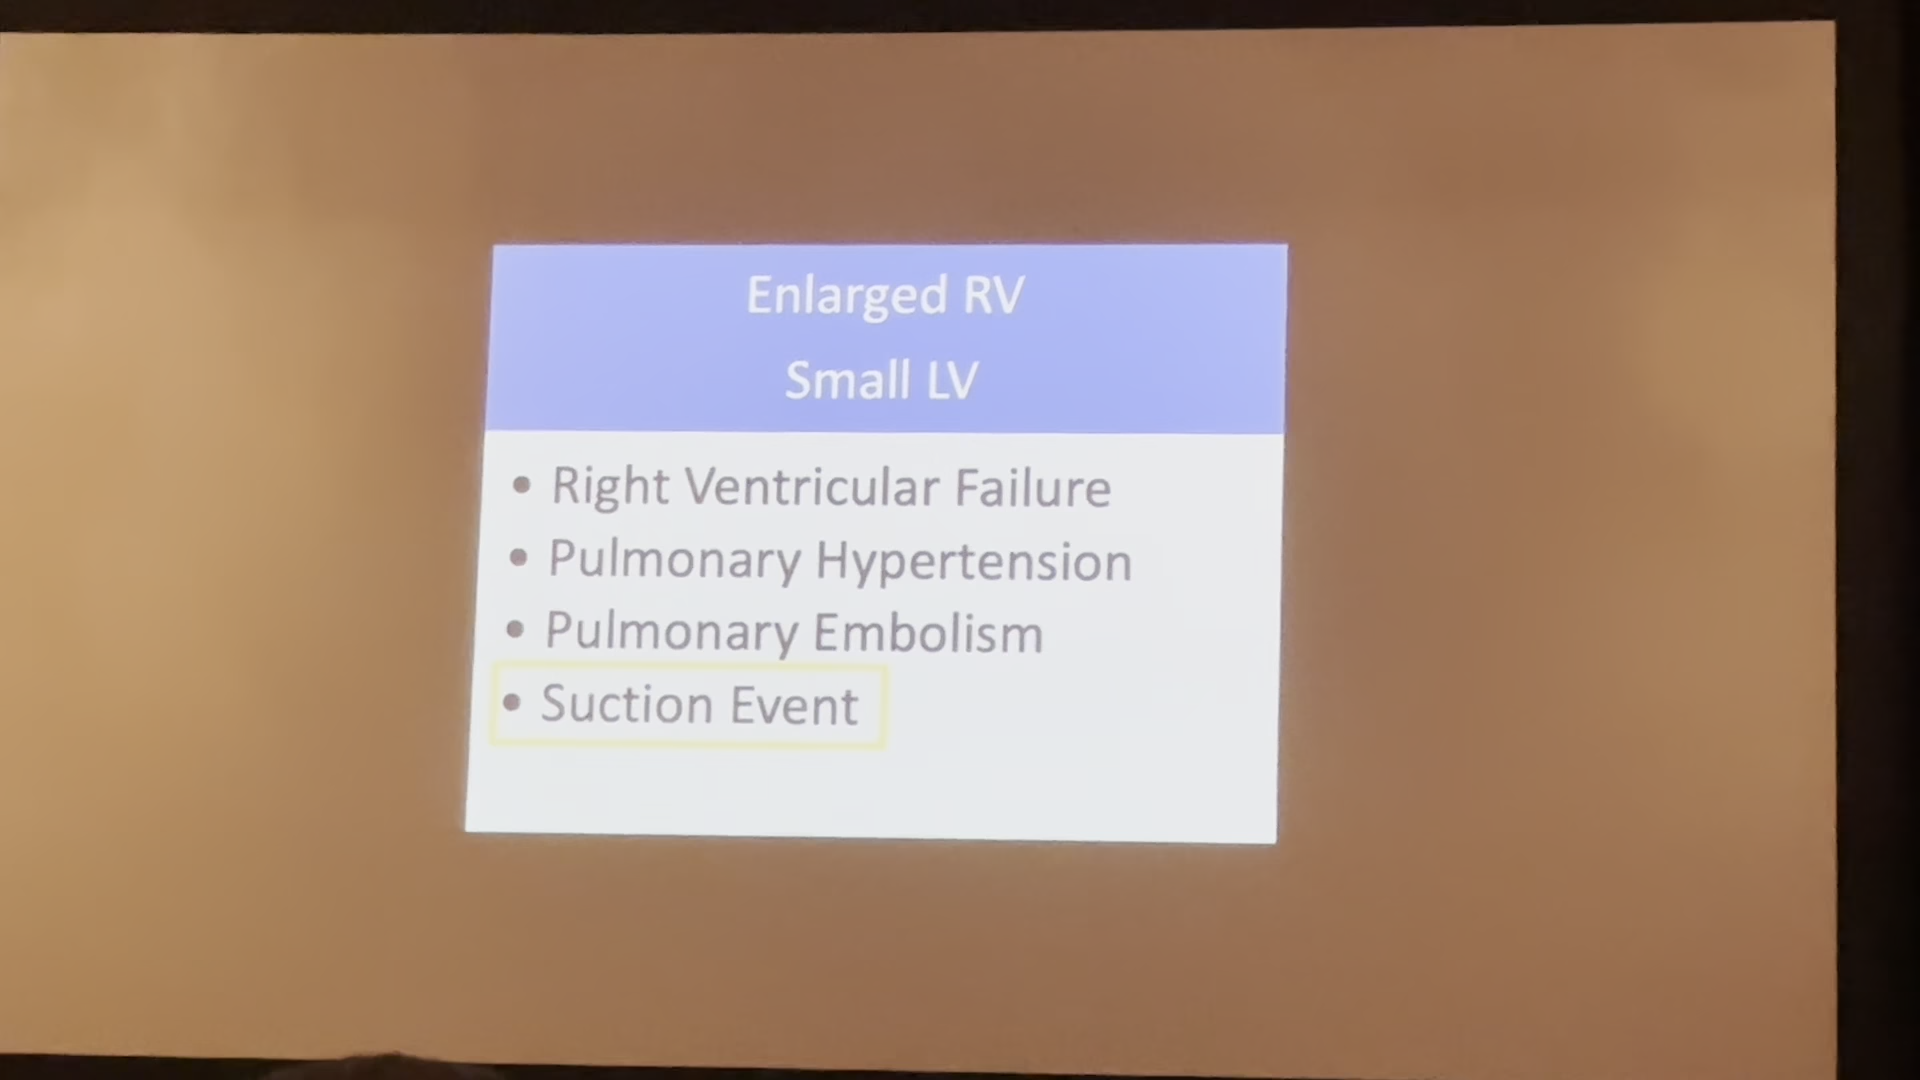 Enlarged RV
Small LV
• Right Ventricular Failure
• Pulmonary Hypertension
• Pulmonary Embolism
• Suction Event